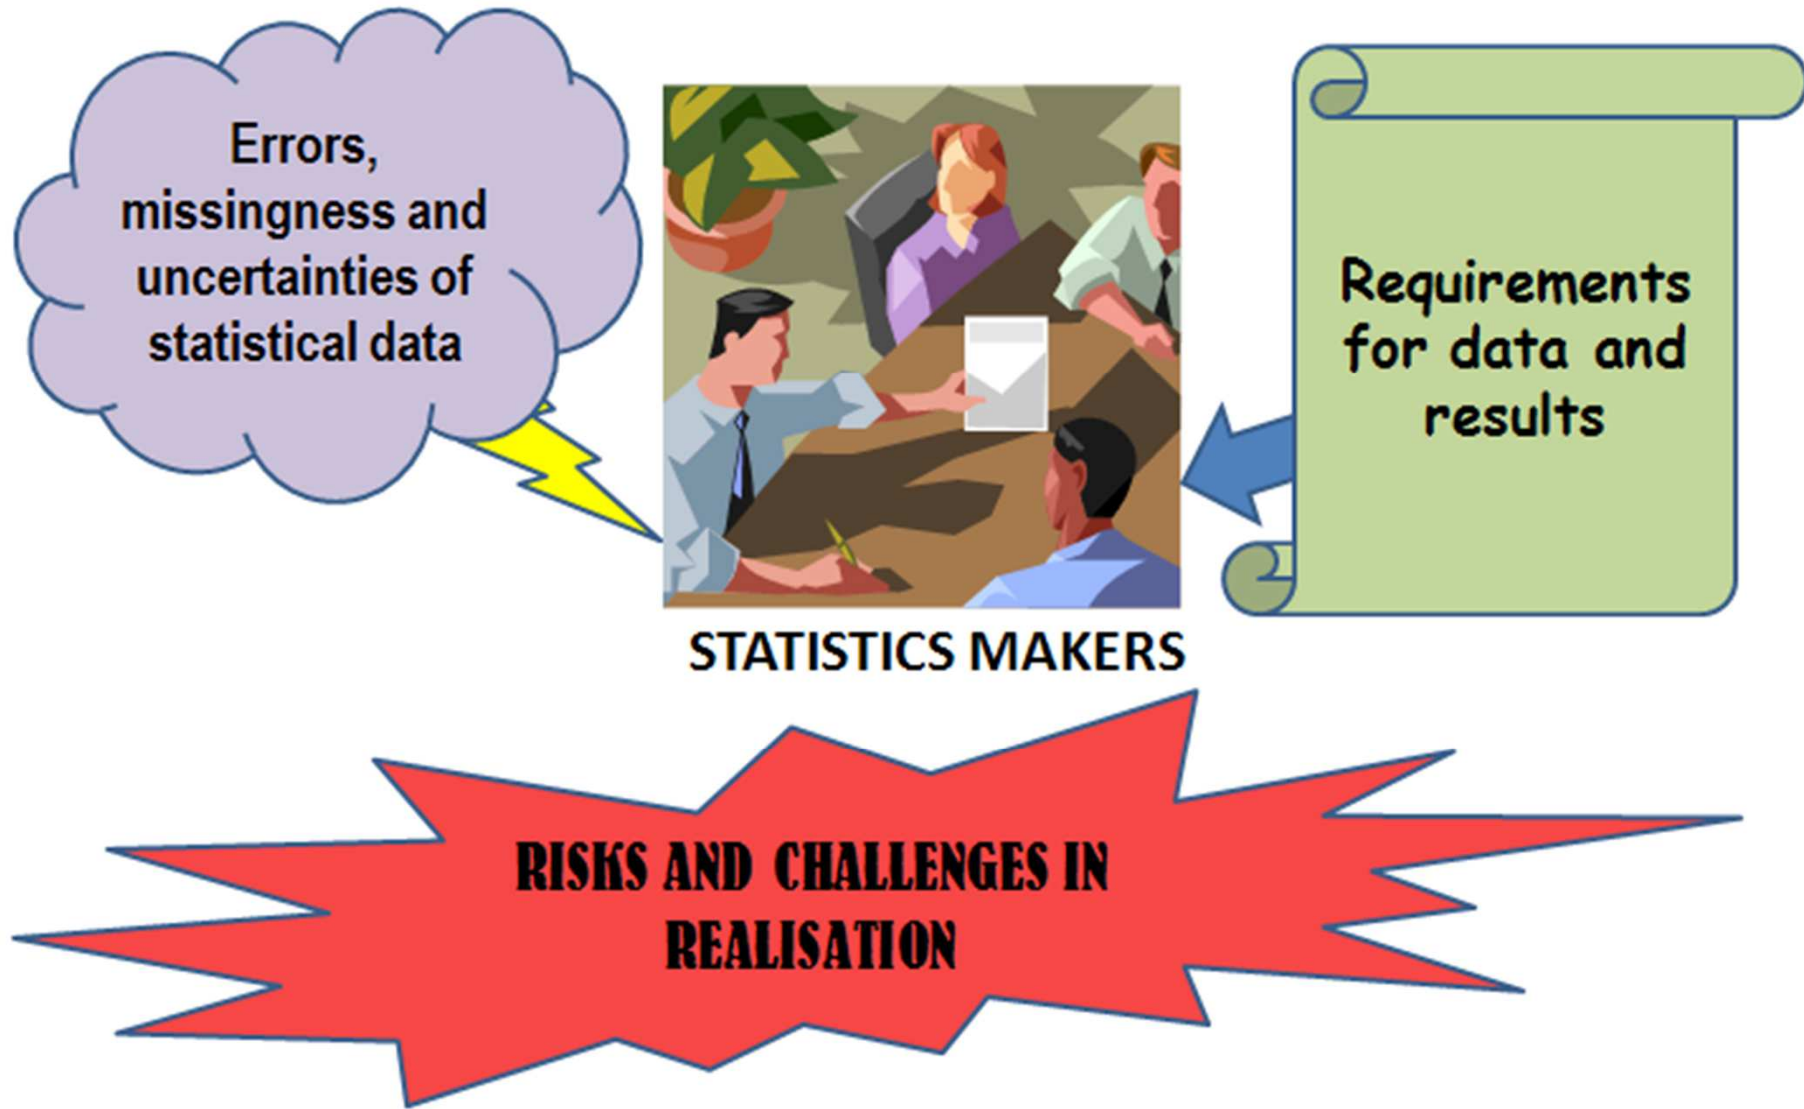 Errors,
missingness and
uncertainties of
statistical data
Requirements
for data and
results
STATISTICS MAKERS
RISKS AND CHALLENGES IN
REALISATION